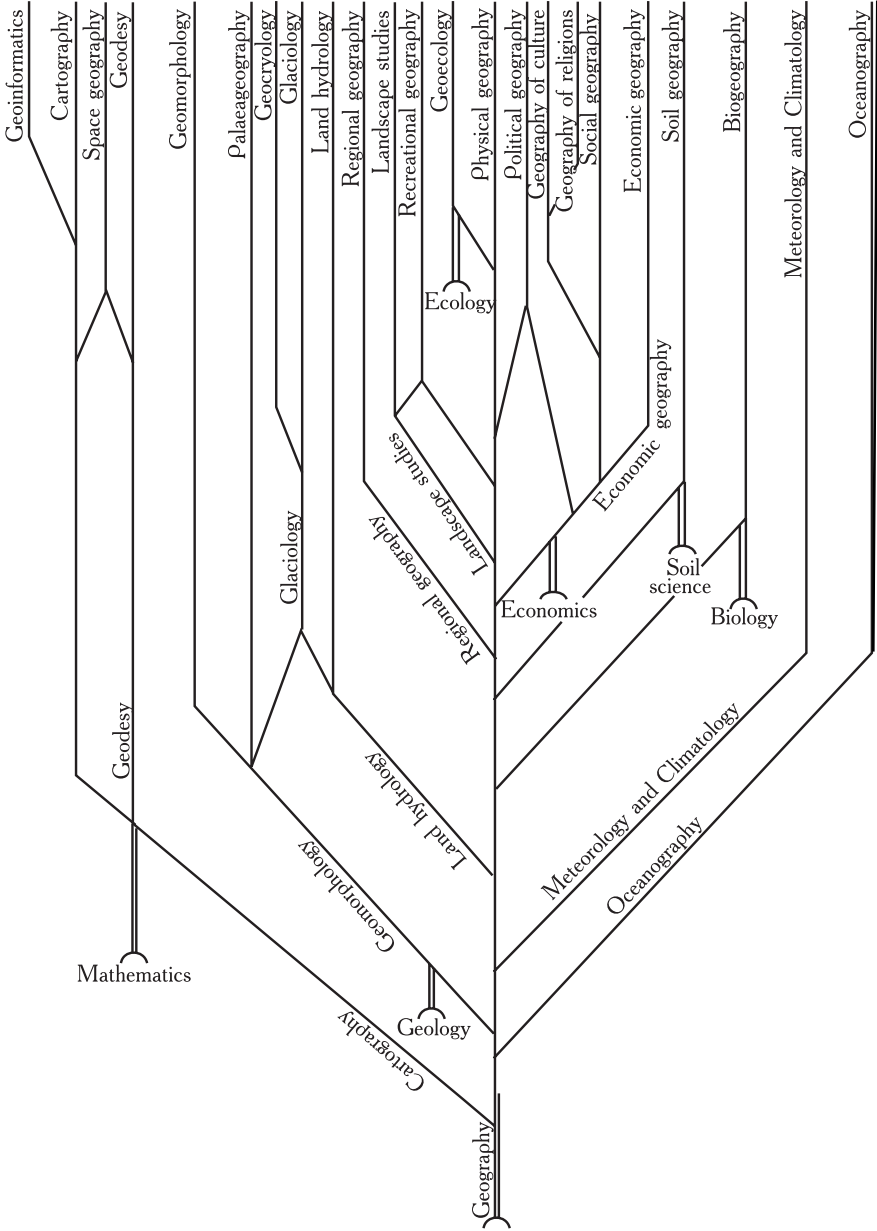 Geoinformatics
Cartography
Space geography
Geodesy
Geomorphology
Palaeageography
Geocryology
Glaciology
Land hydrology
Regional geography
Landscape studies
Recreational geography
Geoecology
Physical geography
Political geography
Geography of culture
Geography of religions
Social geography
Economic geography
Soil geography
Biogeography
Meteorology and Climatology
Oceanography
Ecology
Landscape studies
Economic geography
Regional geography
Glaciology
Soil
science
Economics
Biology
Geodesy
Land hydrology
Meteorology and Climatology
Geomorphology
Oceanography
Mathematics
Geology
Cartography
Geography